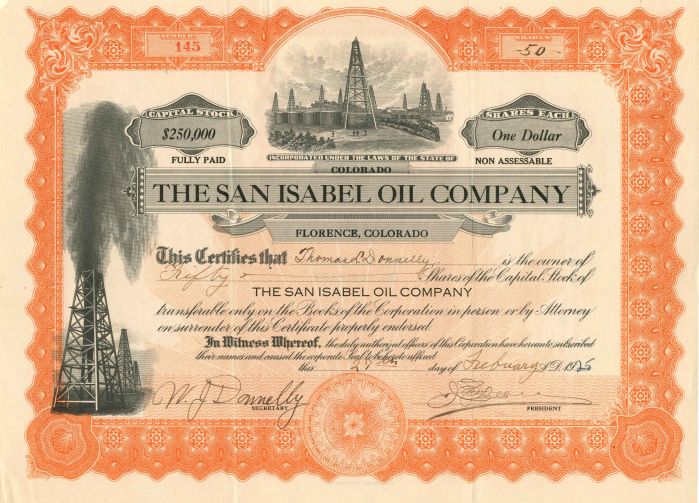 NUMBER
145
SHARES
-50-
CAPITAL STOCK
$250,000
FULLY PAID
SHARES EACH
One Dollar
NON ASSESSABLE
INCORPORATED UNDER THE LAWS OF THE STATE OF
COLORADO
THE SAN ISABEL OIL COMPANY
FLORENCE, COLORADO
This Certifies that Thomas L Donnelly is the owner of
Fifty Shares of the Capital Stock of
THE SAN ISABEL OIL COMPANY
transferable only on the Books of the Corporation in person or by Attorney
on surrender of this Certificate properly endorsed.
In Witness Whereof, the duly authorized officers of this Corporation have hereunto subscribed
their names and caused the corporate Seal to be hereto affixed
this day of February A.D. 19
W. J. Donnelly
SECRETARY
PRESIDENT